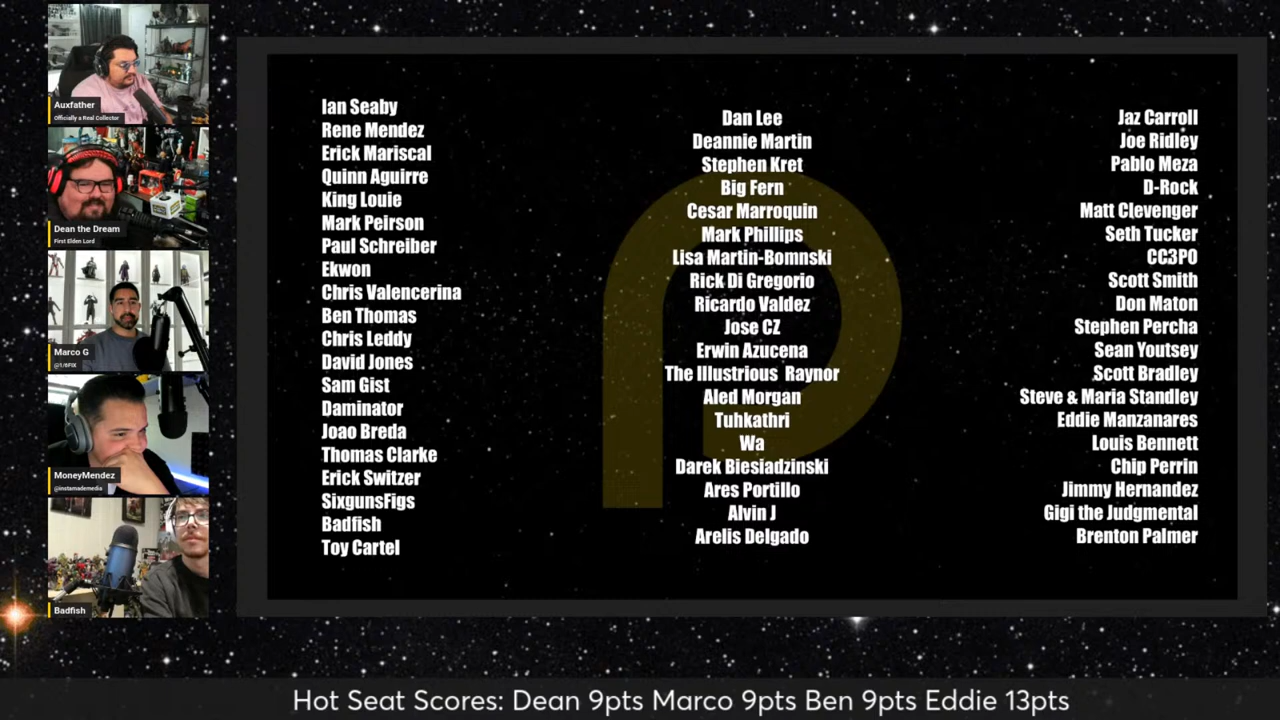 Auxfather
Officially a Real Collector
Dean the Dream
First Elden Lord
Marco G
@1/6FIX
MoneyMendez
@instamademedia
Badfish
Ian Seaby
Rene Mendez
Erick Mariscal
Quinn Aguirre
King Louie
Mark Peirson
Paul Schreiber
Ekwon
Chris Valencerina
Ben Thomas
Chris Leddy
David Jones
Sam Gist
Daminator
Joao Breda
Thomas Clarke
Erick Switzer
SixgunsFigs
Badfish
Toy Cartel
Dan Lee
Deannie Martin
Stephen Kret
Big Fern
Cesar Marroquin
Mark Phillips
Lisa Martin-Bomnski
Rick Di Gregorio
Ricardo Valdez
Jose CZ
Erwin Azucena
The Illustrious Raynor
Aled Morgan
Tuhkathri
Wa
Darek Biesiadzinski
Ares Portillo
Alvin J
Arelis Delgado
Jaz Carroll
Joe Ridley
Pablo Meza
D-Rock
Matt Clevenger
Seth Tucker
CC3PO
Scott Smith
Don Maton
Stephen Percha
Sean Youtsey
Scott Bradley
Steve & Maria Standley
Eddie Manzanares
Louis Bennett
Chip Perrin
Jimmy Hernandez
Gigi the Judgmental
Brenton Palmer
Hot Seat Scores: Dean 9pts Marco 9pts Ben 9pts Eddie 13pts